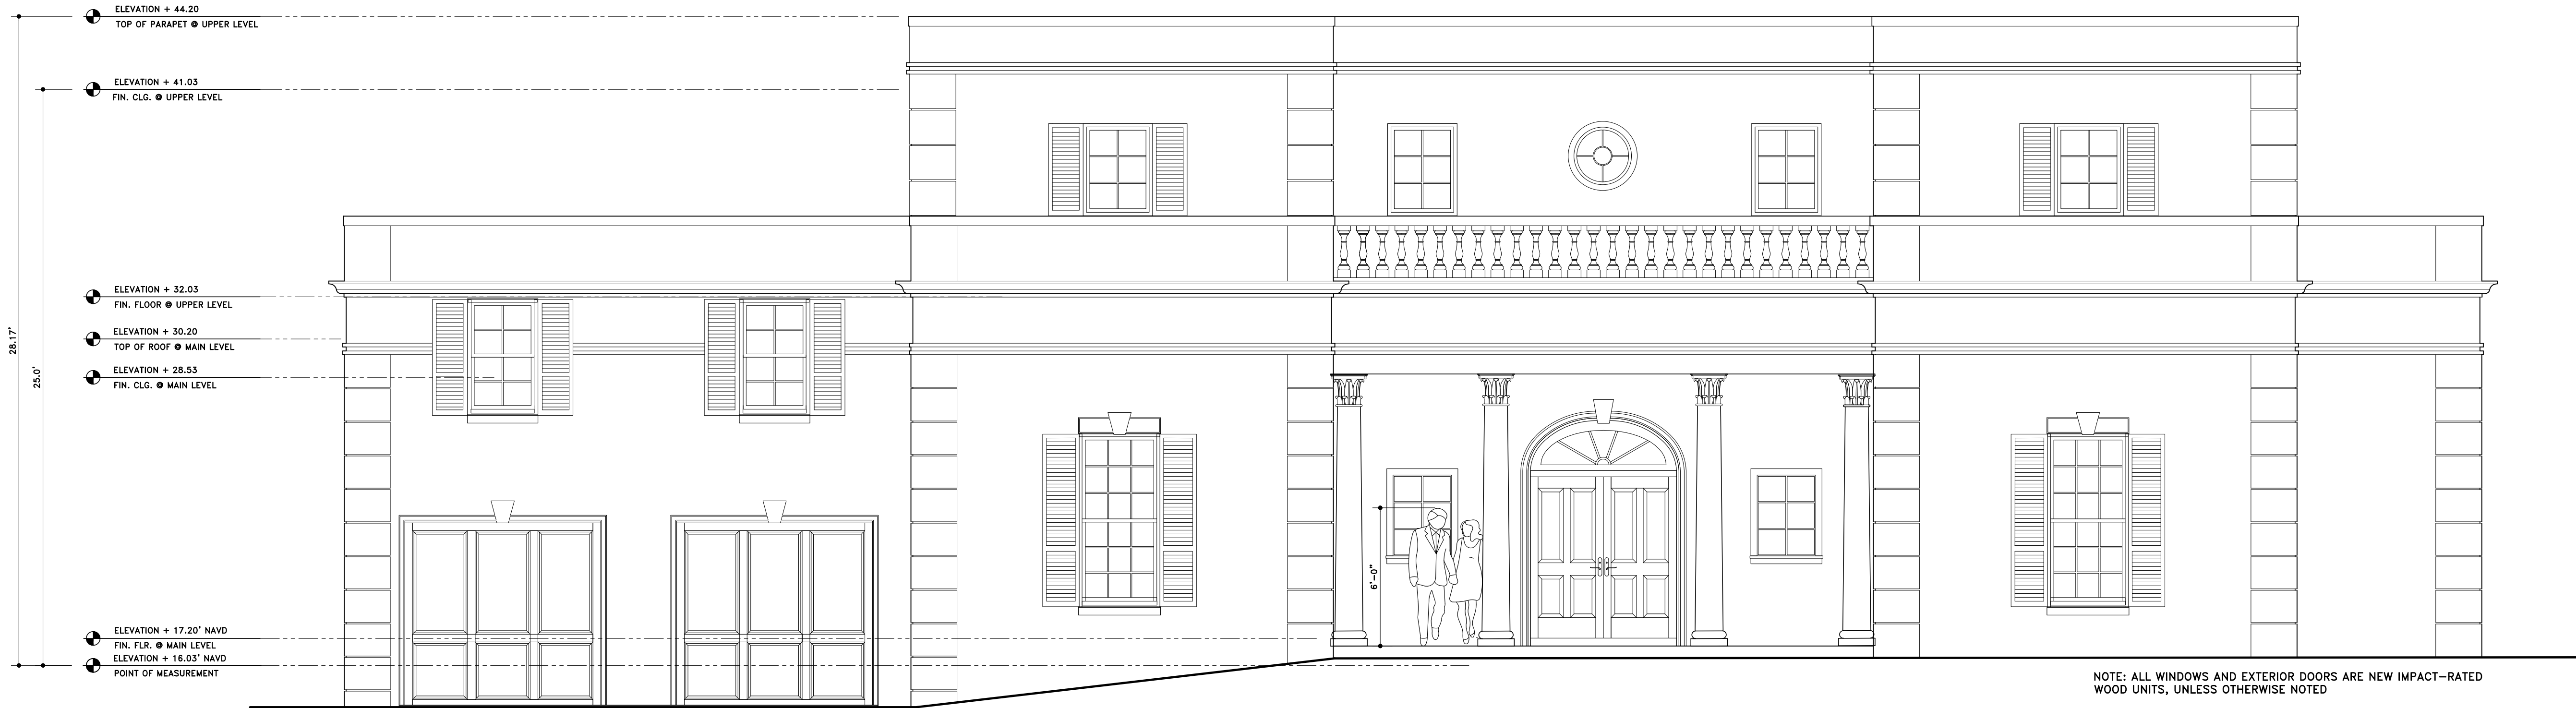 ELEVATION + 44.20
TOP OF PARAPET @ UPPER LEVEL
ELEVATION + 41.03
FIN. CLG. @ UPPER LEVEL
ELEVATION + 32.03
FIN. FLOOR @ UPPER LEVEL
ELEVATION + 30.20
TOP OF ROOF @ MAIN LEVEL
28.17'
25.0'
ELEVATION + 28.53
FIN. CLG. @ MAIN LEVEL
6'-0"
ELEVATION + 17.20' NAVD
FIN. FLR. @ MAIN LEVEL
ELEVATION + 16.03' NAVD
POINT OF MEASUREMENT
NOTE: ALL WINDOWS AND EXTERIOR DOORS ARE NEW IMPACT-RATED
WOOD UNITS, UNLESS OTHERWISE NOTED